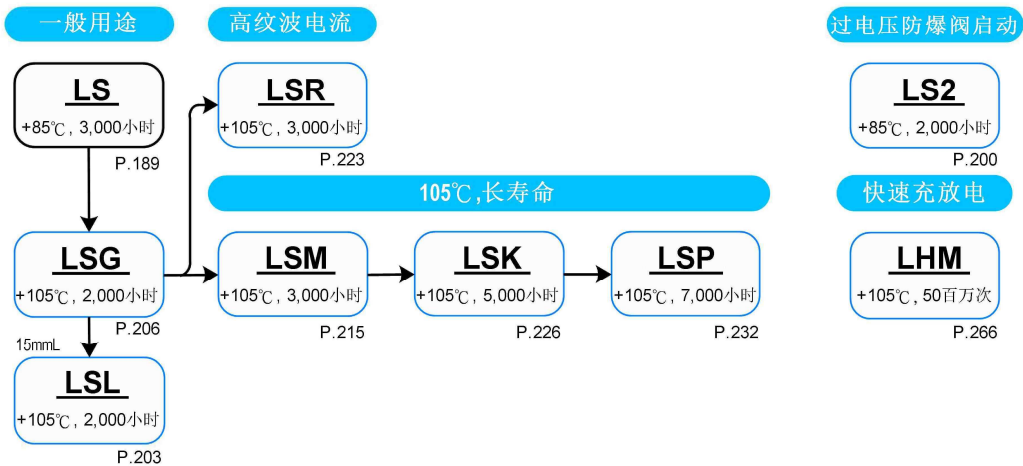 一般用途
高纹波电流
过电压防爆阀启动
LS
+85℃, 3,000小时
P.189
LSR
+105℃, 3,000小时
P.223
LS2
+85℃, 2,000小时
P.200
105℃,长寿命
快速充放电
LSG
+105℃, 2,000小时
P.206
LSM
+105℃, 3,000小时
P.215
LSK
+105℃, 5,000小时
P.226
LSP
+105℃, 7,000小时
P.232
LHM
+105℃, 50百万次
P.266
15mmL
LSL
+105℃, 2,000小时
P.203